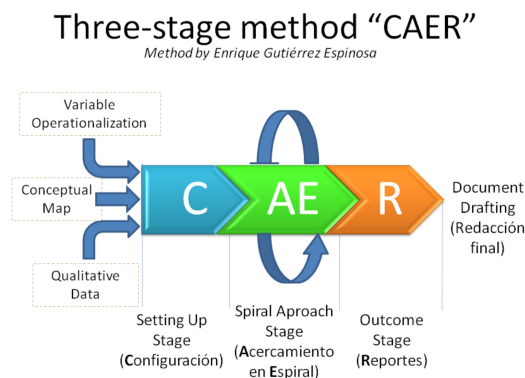 Three-stage method “CAER”
Method by Enrique Gutiérrez Espinosa
Variable
Operationalization
Conceptual
Map
Qualitative
Data
C
AE
R
Document
Drafting
(Redacción
final)
Setting Up
Stage
(Configuración)
Spiral Aproach
Stage
(Acercamiento
en Espiral)
Outcome
Stage
(Reportes)